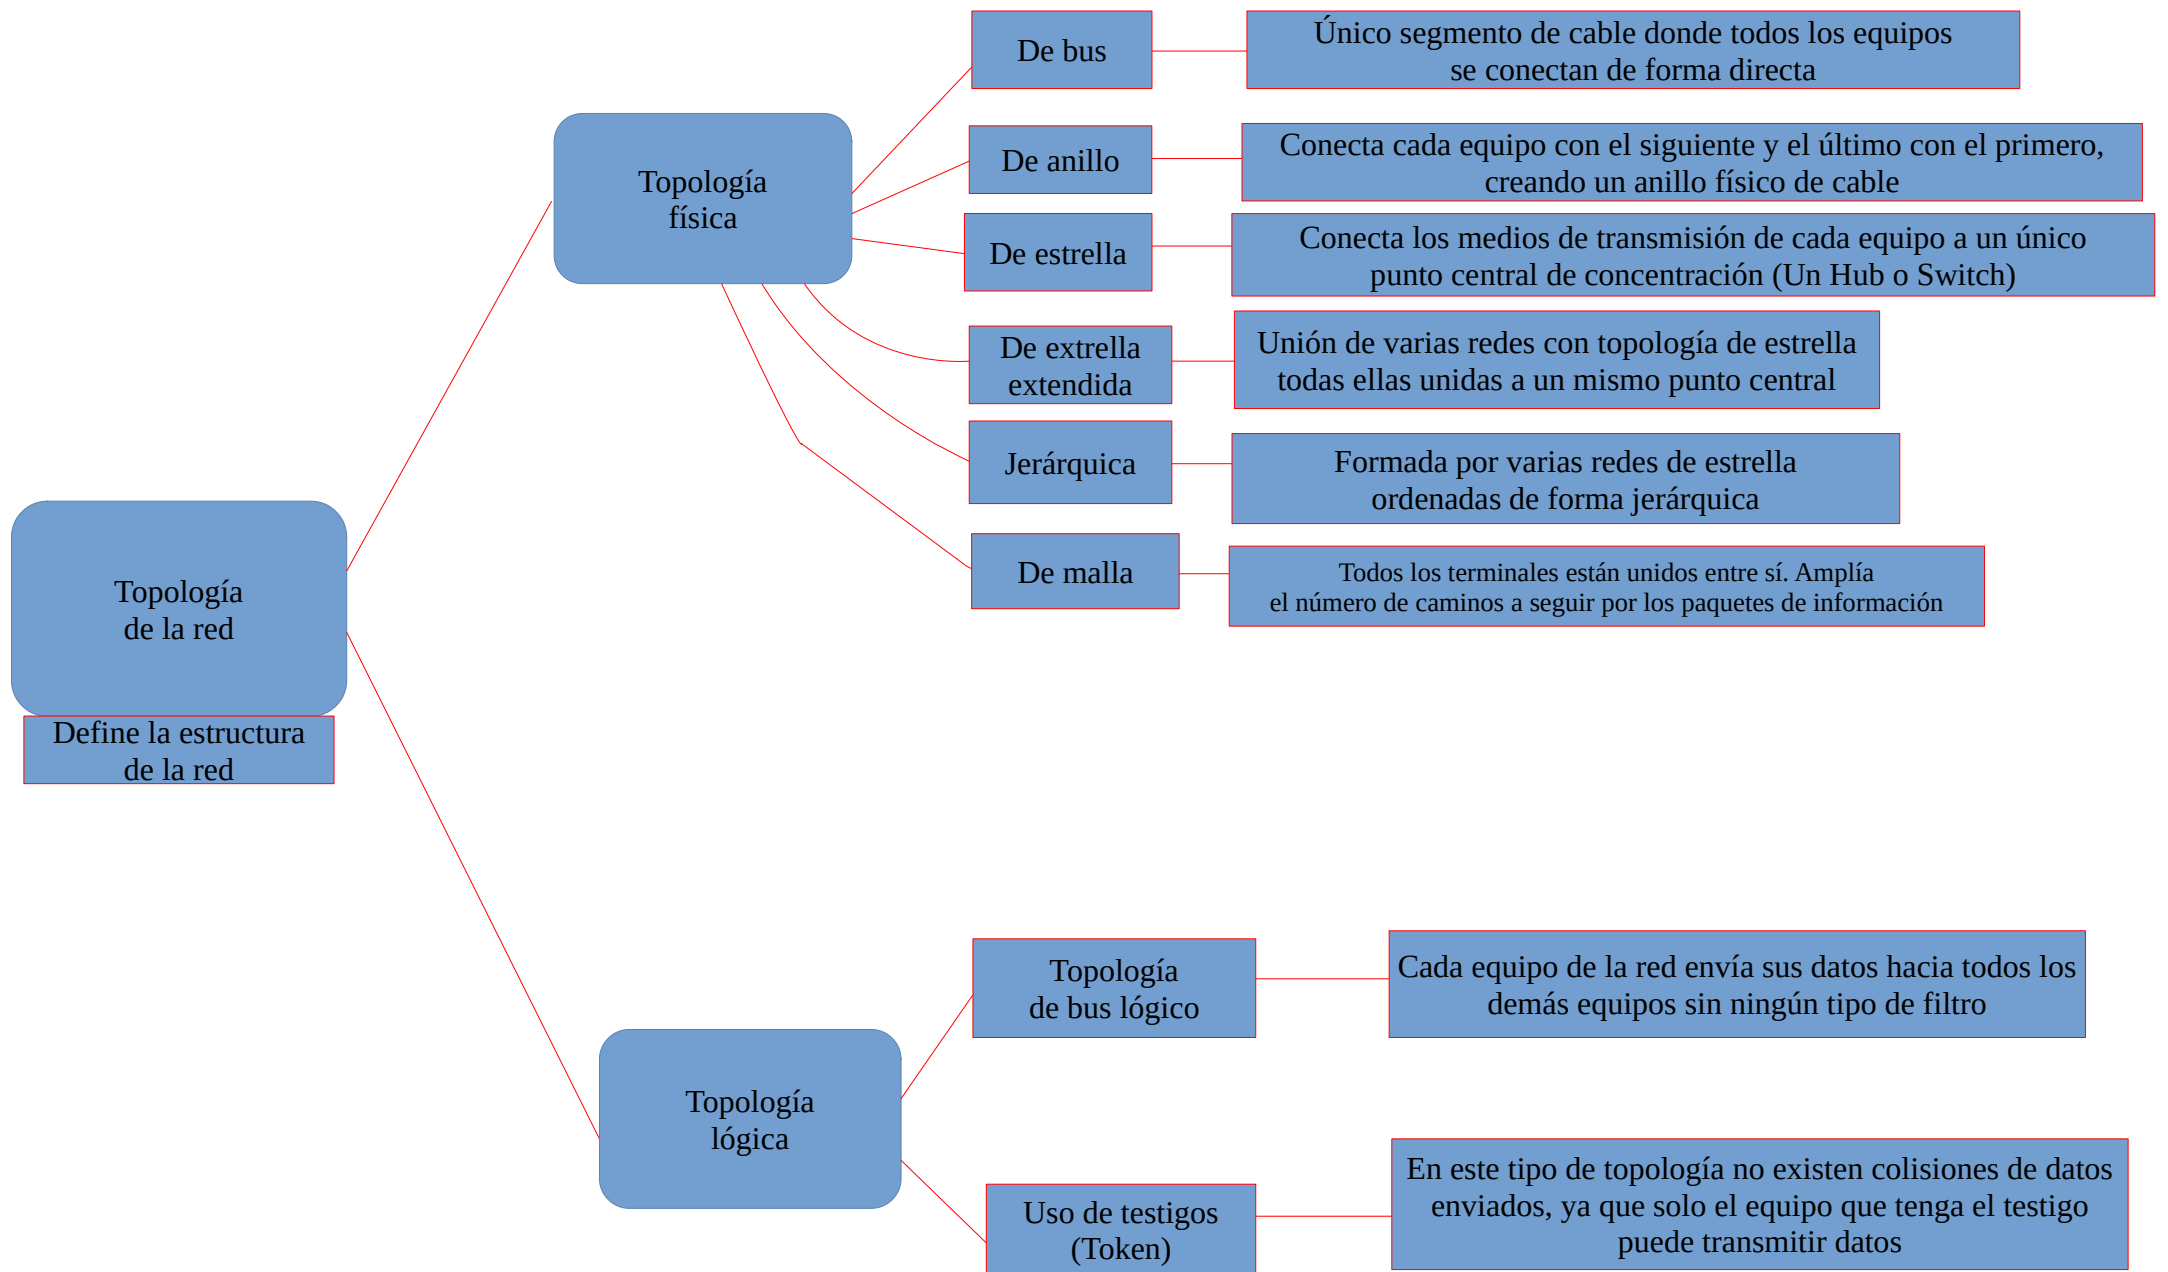 De bus
Único segmento de cable donde todos los equipos
se conectan de forma directa
De anillo
Conecta cada equipo con el siguiente y el último con el primero,
creando un anillo físico de cable
Topología
física
De estrella
Conecta los medios de transmisión de cada equipo a un único
punto central de concentración (Un Hub o Switch)
De extrella
extendida
Unión de varias redes con topología de estrella
todas ellas unidas a un mismo punto central
Jerárquica
Formada por varias redes de estrella
ordenadas de forma jerárquica
De malla
Todos los terminales están unidos entre sí. Amplía
el número de caminos a seguir por los paquetes de información
Topología
de la red
Define la estructura
de la red
Topología
de bus lógico
Cada equipo de la red envía sus datos hacia todos los
demás equipos sin ningún tipo de filtro
Topología
lógica
Uso de testigos
(Token)
En este tipo de topología no existen colisiones de datos
enviados, ya que solo el equipo que tenga el testigo
puede transmitir datos